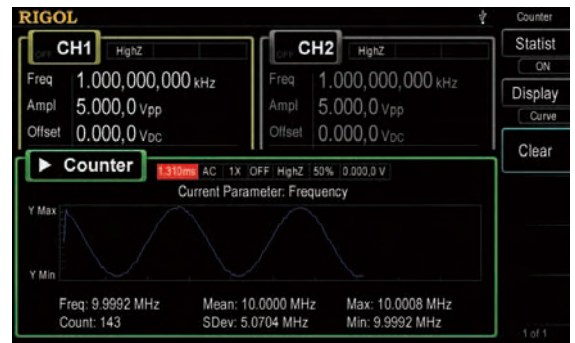 RIGOL
Counter
CH1 HighZ
OFF
Freq 1.000,000,000 kHz
Ampl 5.000,0 Vpp
Offset 0.000,0 VDC
CH2 HighZ
OFF
Freq 1.000,000,000 kHz
Ampl 5.000,0 Vpp
Offset 0.000,0 VDC
Statist
ON
Display
Curve
Clear
Counter 1.310ms AC 1X OFF HighZ 50% 0.000,0 V
Current Parameter: Frequency
Y Max
Y Min
Freq: 9.9992 MHz Mean: 10.0000 MHz Max: 10.0008 MHz
Count: 143 SDev: 5.0704 MHz Min: 9.9992 MHz
1 of 1